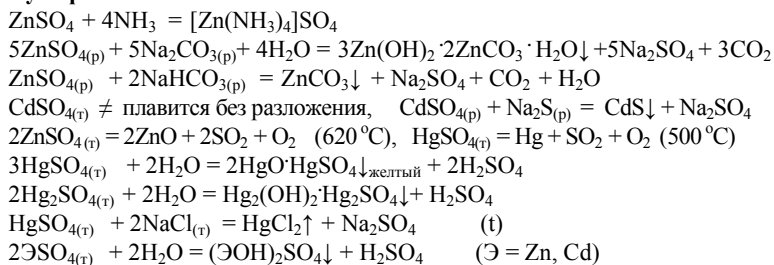 ZnSO₄ + 4NH₃ = [Zn(NH₃)₄]SO₄
5ZnSO₄₍ₚ₎ + 5Na₂CO₃₍ₚ₎+ 4H₂O = 3Zn(OH)₂·2ZnCO₃·H₂O↓ +5Na₂SO₄ + 3CO₂
ZnSO₄₍ₚ₎ + 2NaHCO₃₍ₚ₎ = ZnCO₃↓ + Na₂SO₄ + CO₂ + H₂O
CdSO₄₍т₎ ≠ плавится без разложения, CdSO₄₍ₚ₎ + Na₂S₍ₚ₎ = CdS↓ + Na₂SO₄
2ZnSO₄ ₍т₎ = 2ZnO + 2SO₂ + O₂ (620 ⁰C), HgSO₄₍т₎ = Hg + SO₂ + O₂ (500 ⁰C)
3HgSO₄₍т₎ + 2H₂O = 2HgO·HgSO₄↓желтый + 2H₂SO₄
2Hg₂SO₄₍т₎ + 2H₂O = Hg₂(OH)₂·Hg₂SO₄↓+ H₂SO₄
HgSO₄₍т₎ + 2NaCl₍т₎ = HgCl₂↑ + Na₂SO₄ (t)
2ЭSO₄₍т₎ + 2H₂O = (ЭOH)₂SO₄↓ + H₂SO₄ (Э = Zn, Cd)